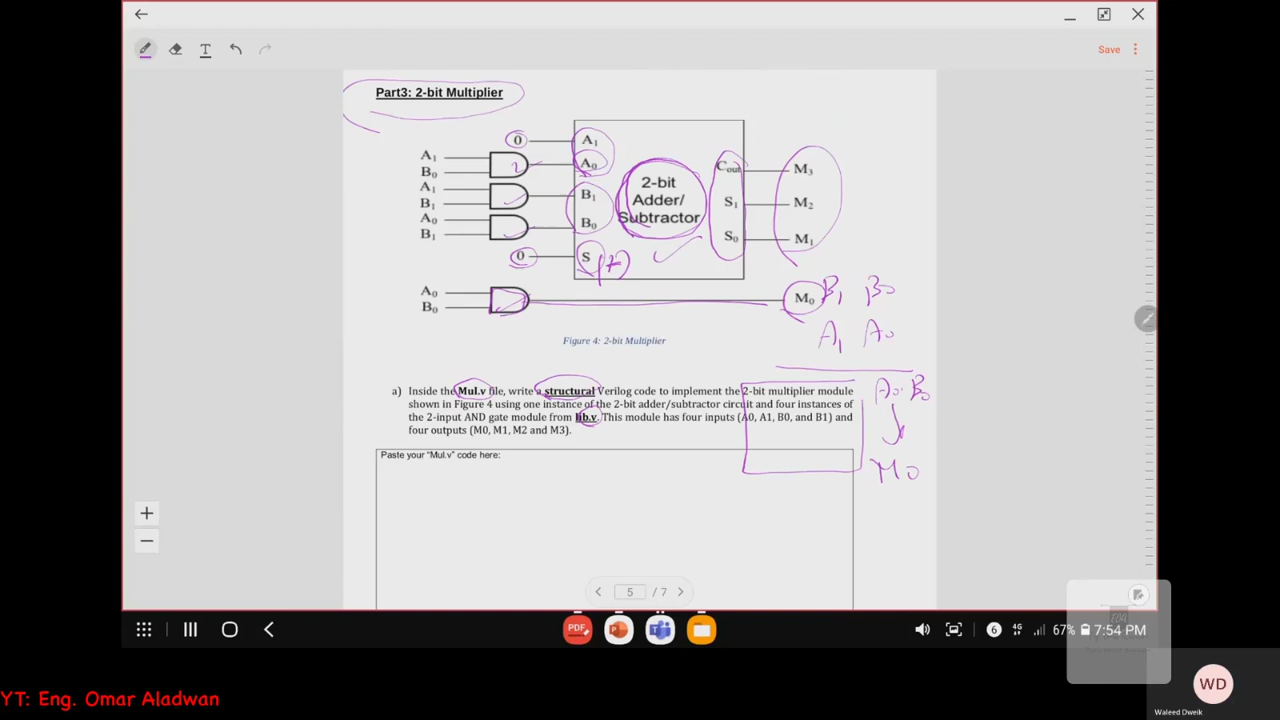 Save
Part3: 2-bit Multiplier
0
A1
A1
B0
A0
A1
B1
B1
2-bit
Adder/
Subtractor
A0
B1
B0
0
S
(+)
Cout
M3
S1
M2
S0
M1
A0
B0
M0
B1 B0
A1 A0
A0·B0
M0
Figure 4: 2-bit Multiplier
a) Inside the Mul.v file, write a structural Verilog code to implement the 2-bit multiplier module
shown in Figure 4 using one instance of the 2-bit adder/subtractor circuit and four instances of
the 2-input AND gate module from lib.v. This module has four inputs (A0, A1, B0, and B1) and
four outputs (M0, M1, M2 and M3).
Paste your "Mul.v" code here:
5 / 7
PDF
6 4G 67% 7:54 PM
WD
Waleed Dweik
YT: Eng. Omar Aladwan